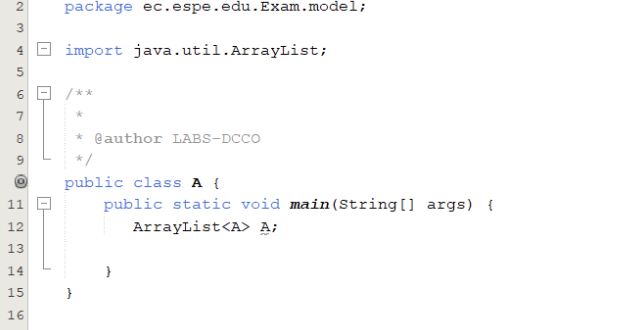 2 package ec.espe.edu.Exam.model;
3
4 import java.util.ArrayList;
5
6 /**
7 *
8 * @author LABS-DCCO
9 */
public class A {
11 public static void main(String[] args) {
12 ArrayList<A> A;
13
14 }
15 }
16